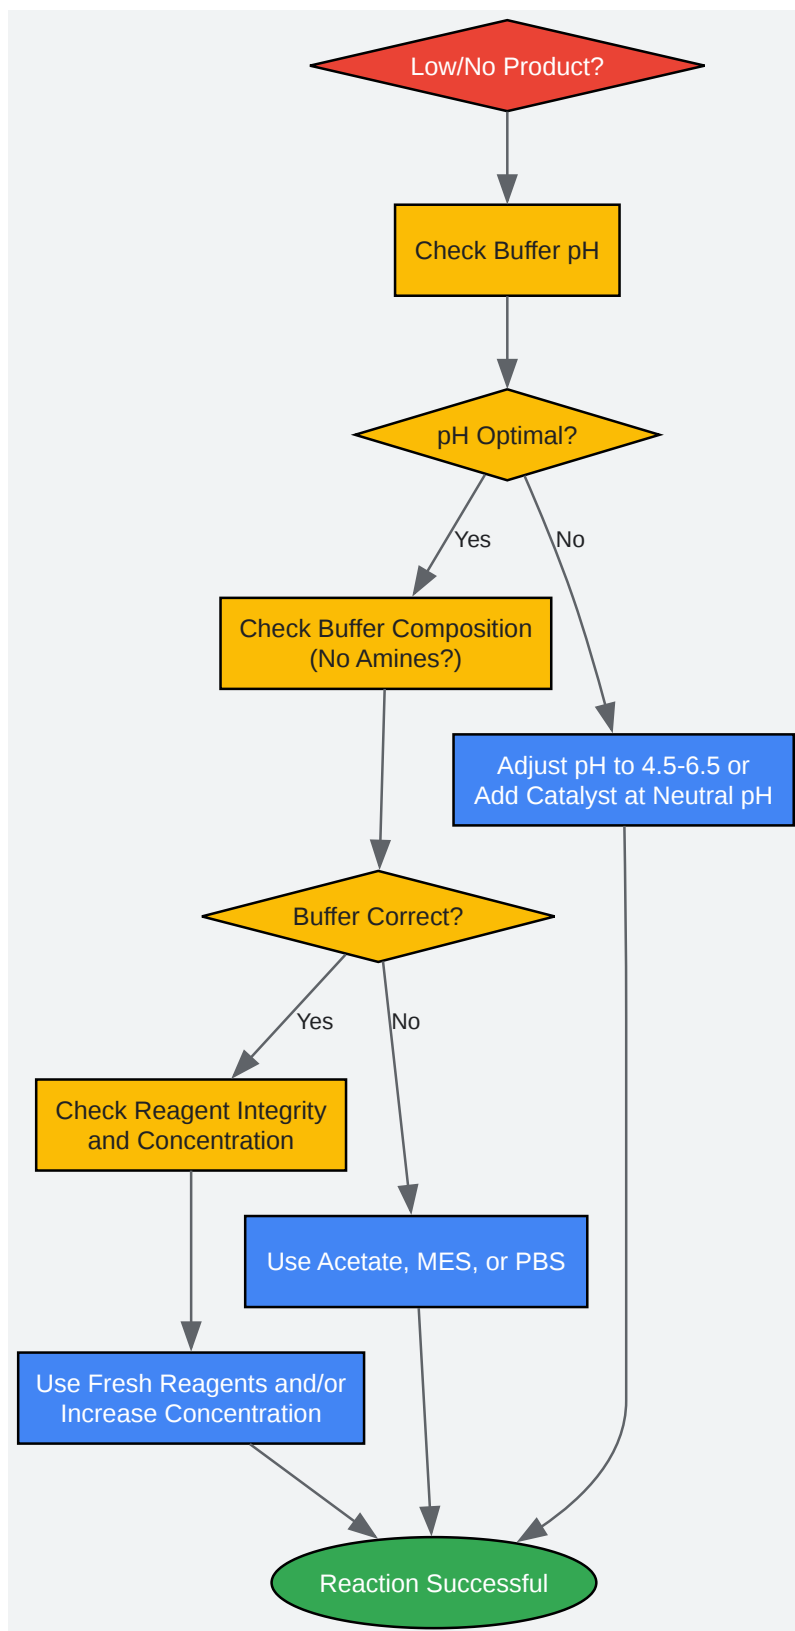 Low/No Product?
Check Buffer pH
pH Optimal?
Yes
No
Check Buffer Composition
(No Amines?)
Adjust pH to 4.5-6.5 or
Add Catalyst at Neutral pH
Buffer Correct?
Yes
No
Check Reagent Integrity
and Concentration
Use Acetate, MES, or PBS
Use Fresh Reagents and/or
Increase Concentration
Reaction Successful